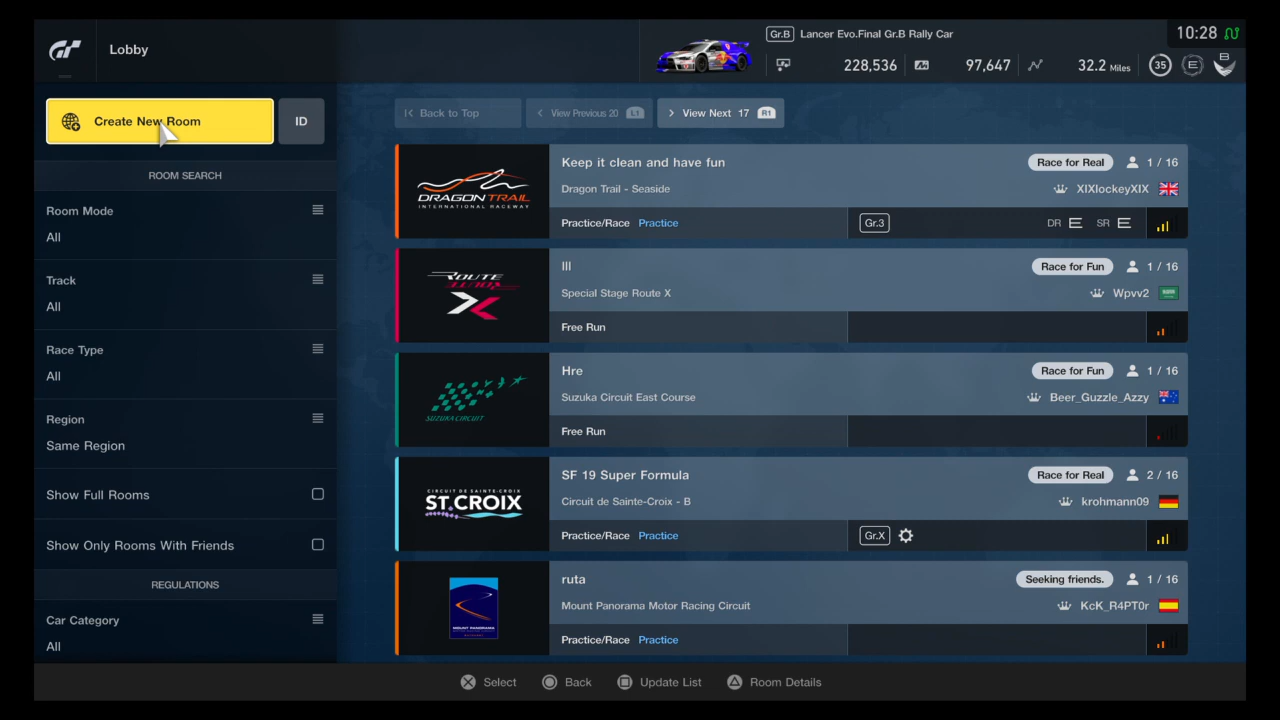 GT
Lobby
Gr.B Lancer Evo.Final Gr.B Rally Car
10:28
228,536
97,647
32.2 Miles
35
E
B
Create New Room
ID
ROOM SEARCH
Room Mode
All
Track
All
Race Type
All
Region
Same Region
Show Full Rooms
Show Only Rooms With Friends
REGULATIONS
Car Category
All
Back to Top
View Previous 20 L1
View Next 17 R1
DRAGON TRAIL
INTERNATIONAL RACEWAY
Keep it clean and have fun
Race for Real
1 / 16
Dragon Trail - Seaside
XIXlockeyXIX
Practice/Race Practice
Gr.3
DR E SR E
ROUTE
X
III
Race for Fun
1 / 16
Special Stage Route X
Wpvv2
Free Run
SUZUKA CIRCUIT
Hre
Race for Fun
1 / 16
Suzuka Circuit East Course
Beer_Guzzle_Azzy
Free Run
CIRCUIT DE SAINTE-CROIX
ST.CROIX
SF 19 Super Formula
Race for Real
2 / 16
Circuit de Sainte-Croix - B
krohmann09
Practice/Race Practice
Gr.X
MOUNT PANORAMA
ruta
Seeking friends.
1 / 16
Mount Panorama Motor Racing Circuit
KcK_R4PT0r
Practice/Race Practice
Select
Back
Update List
Room Details